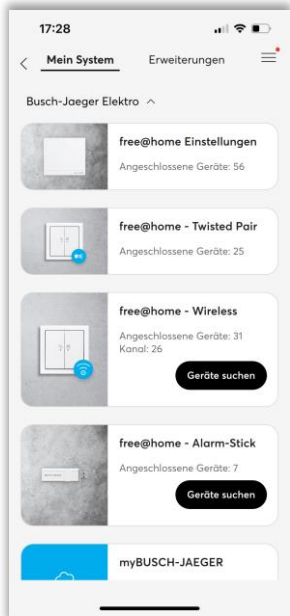 17:28
Mein System
Erweiterungen
Busch-Jaeger Elektro
free@home Einstellungen
Angeschlossene Geräte: 56
free@home - Twisted Pair
Angeschlossene Geräte: 25
free@home - Wireless
Angeschlossene Geräte: 31
Kanal: 26
Geräte suchen
free@home - Alarm-Stick
Angeschlossene Geräte: 7
Geräte suchen
myBUSCH-JAEGER